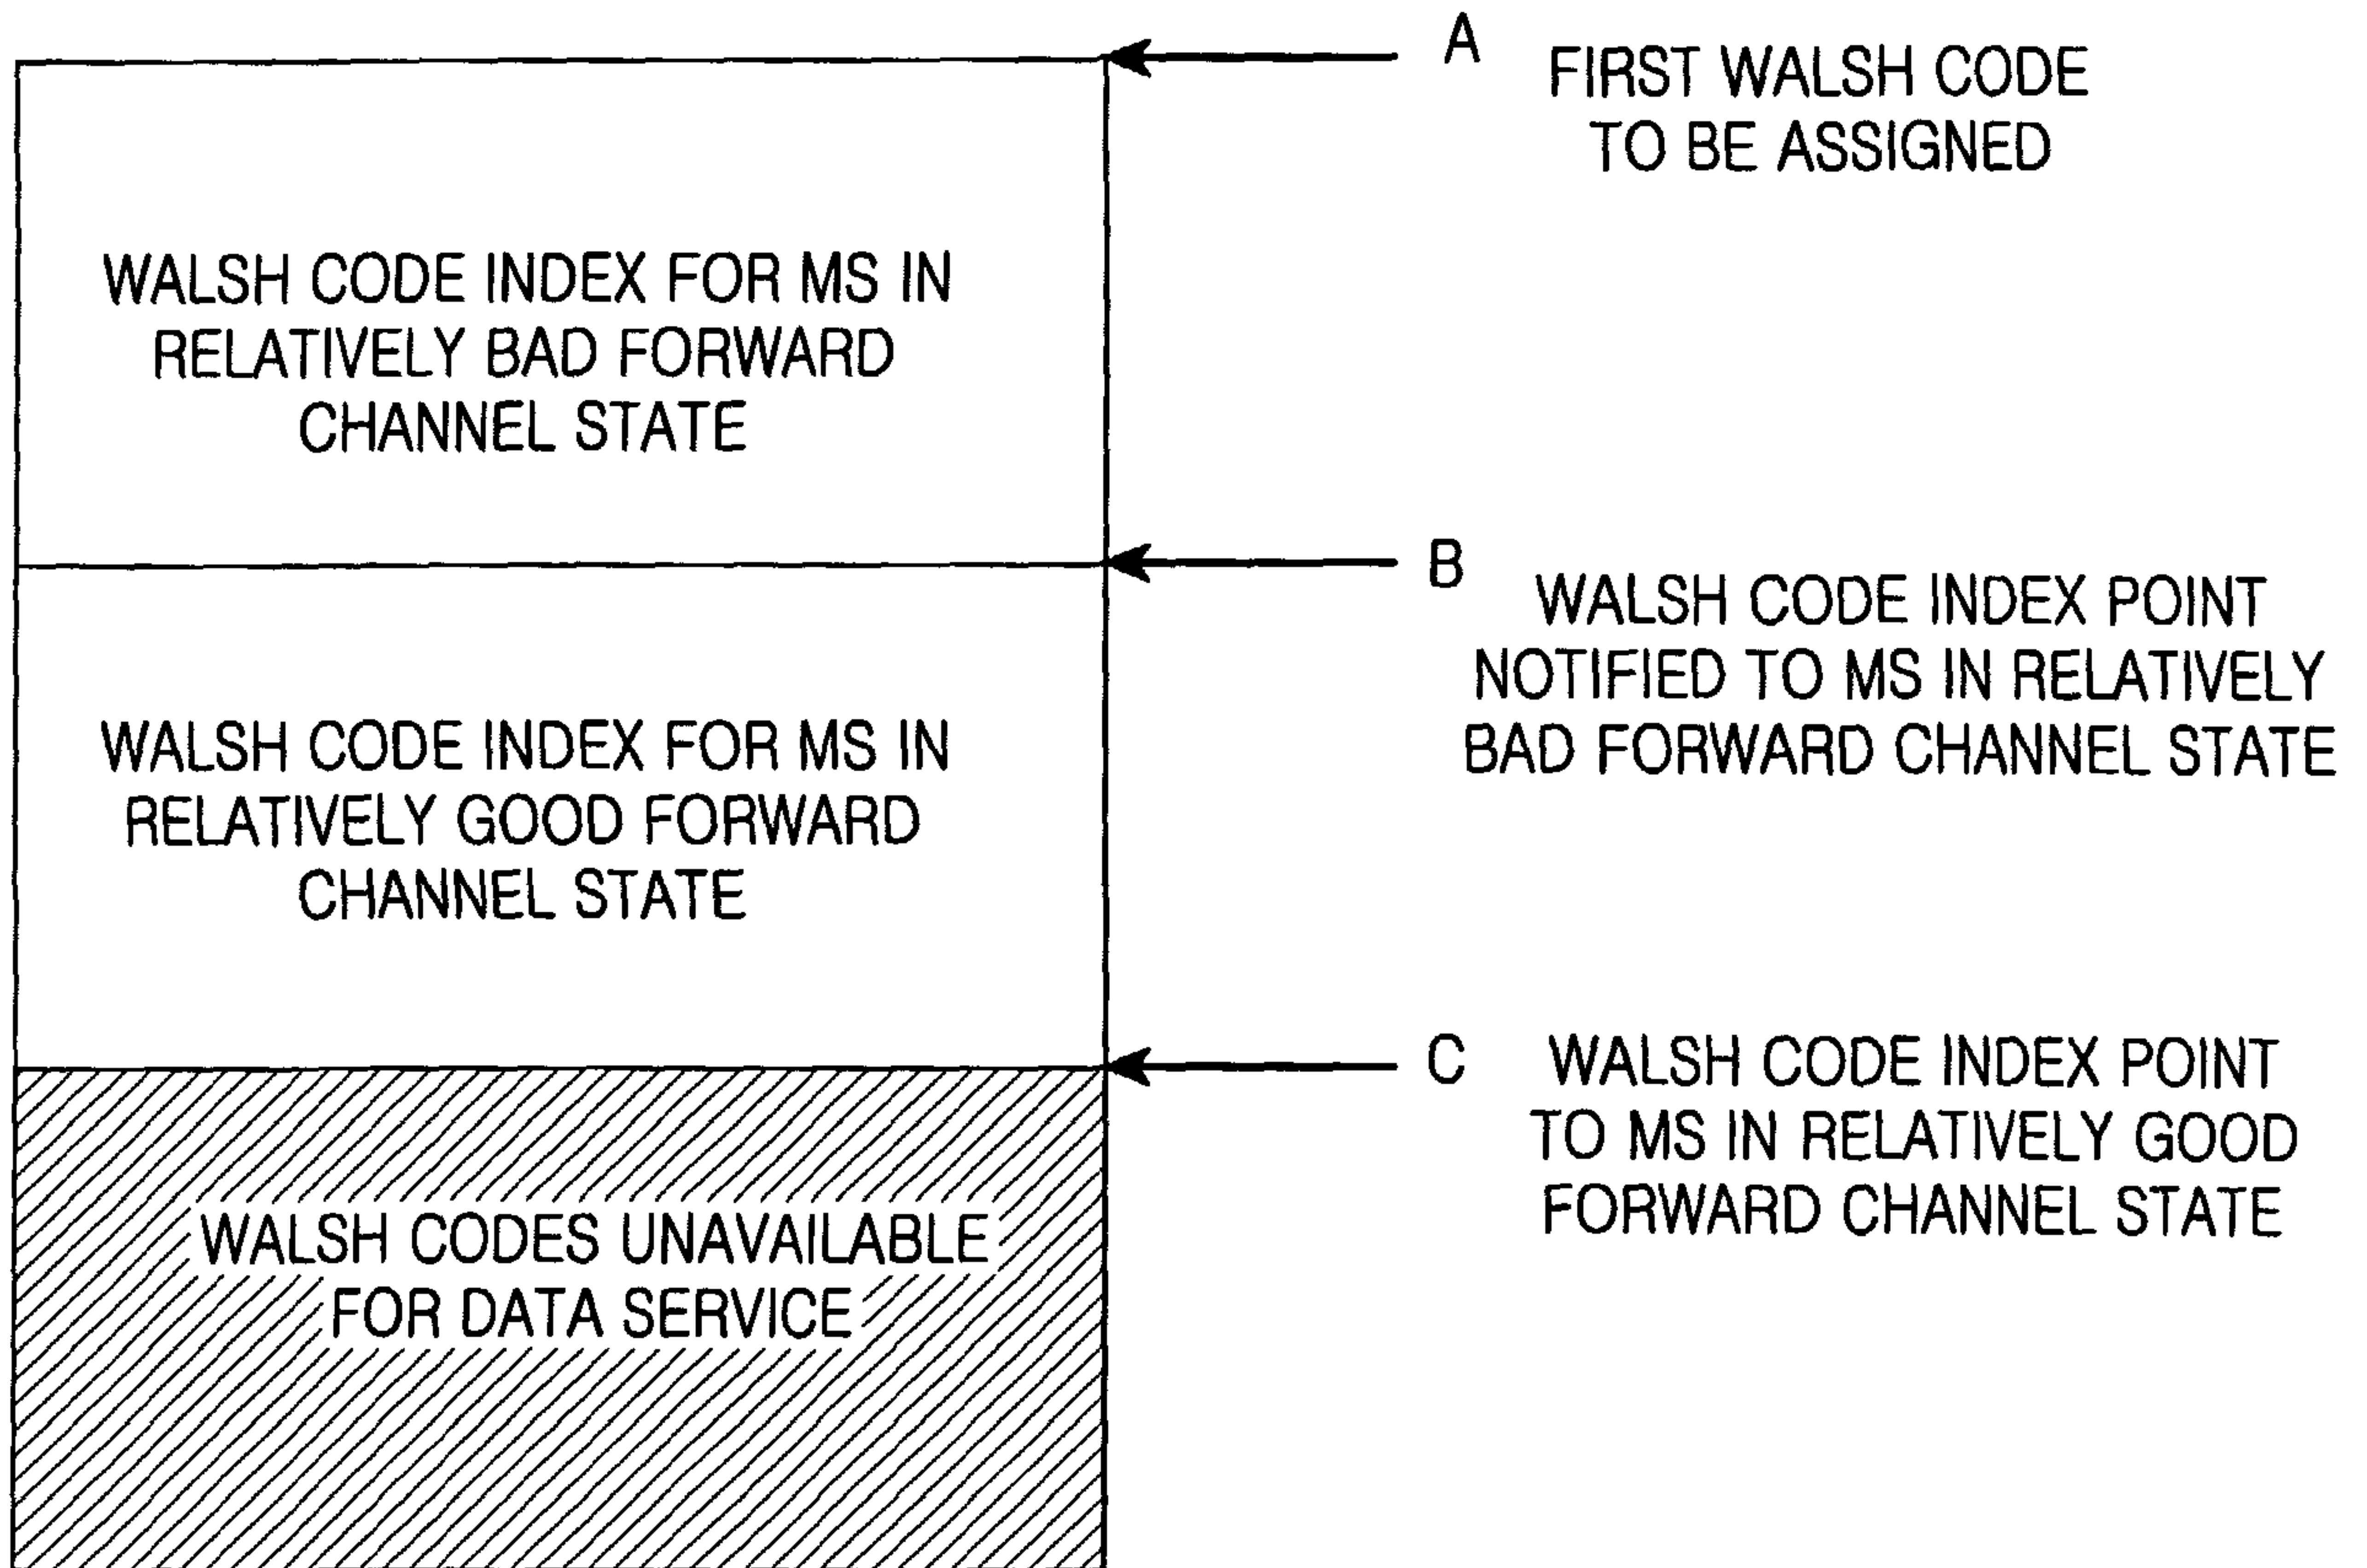 A
FIRST WALSH CODE
TO BE ASSIGNED
WALSH CODE INDEX FOR MS IN
RELATIVELY BAD FORWARD
CHANNEL STATE
B
WALSH CODE INDEX POINT
NOTIFIED TO MS IN RELATIVELY
BAD FORWARD CHANNEL STATE
WALSH CODE INDEX FOR MS IN
RELATIVELY GOOD FORWARD
CHANNEL STATE
C
WALSH CODE INDEX POINT
TO MS IN RELATIVELY GOOD
FORWARD CHANNEL STATE
WALSH CODES UNAVAILABLE
FOR DATA SERVICE